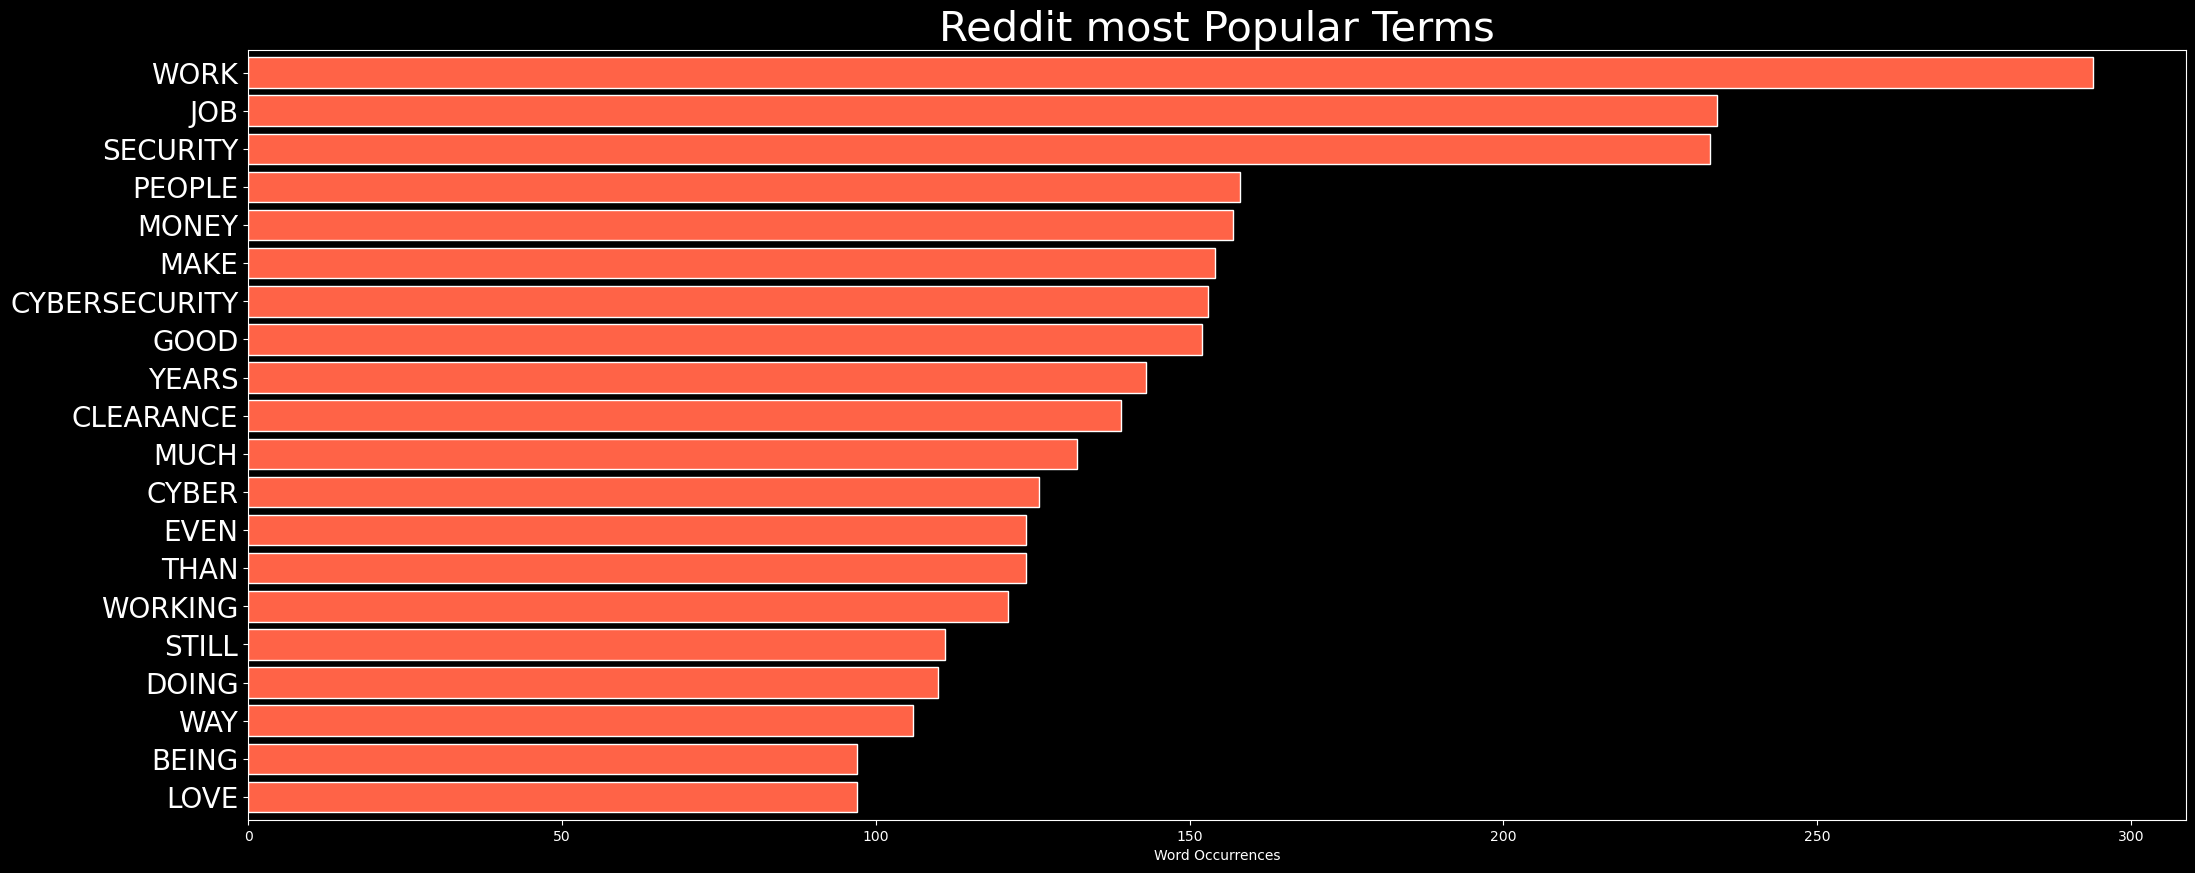 Reddit most Popular Terms
WORK
JOB
SECURITY
PEOPLE
MONEY
MAKE
CYBERSECURITY
GOOD
YEARS
CLEARANCE
MUCH
CYBER
EVEN
THAN
WORKING
STILL
DOING
WAY
BEING
LOVE
0 50 100 150 200 250 300
Word Occurrences